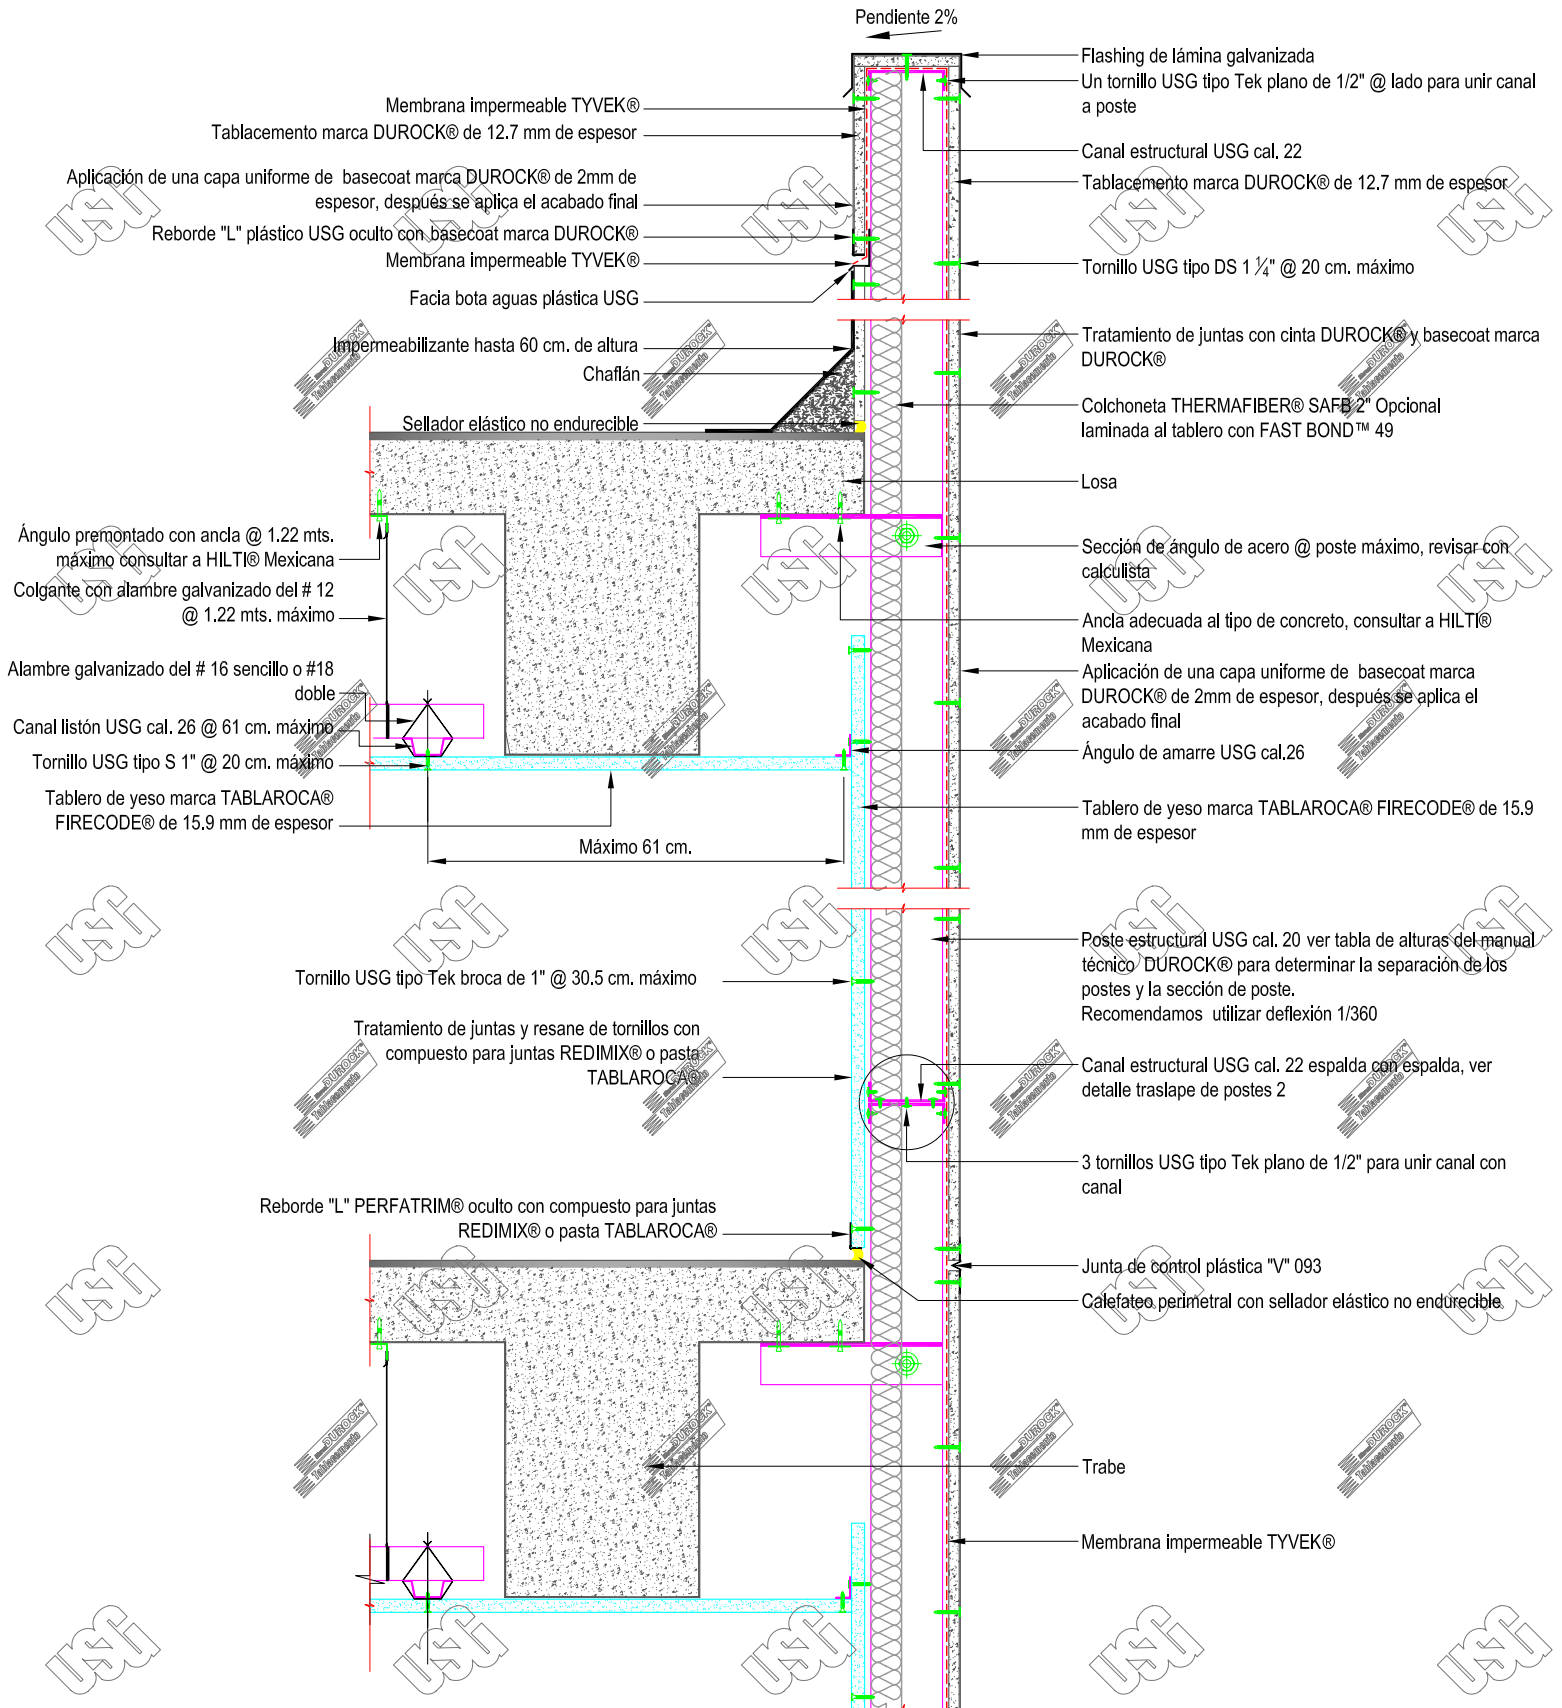 Pendiente 2%
Flashing de lámina galvanizada
Un tornillo USG tipo Tek plano de 1/2" @ lado para unir canal
a poste
Canal estructural USG cal. 22
Tablacemento marca DUROCK® de 12.7 mm de espesor
Tornillo USG tipo DS 1 ¼" @ 20 cm. máximo
Tratamiento de juntas con cinta DUROCK® y basecoat marca
DUROCK®
Colchoneta THERMAFIBER® SAFB 2" Opcional
laminada al tablero con FAST BOND™ 49
Losa
Sección de ángulo de acero @ poste máximo, revisar con
calculista
Ancla adecuada al tipo de concreto, consultar a HILTI®
Mexicana
Aplicación de una capa uniforme de basecoat marca
DUROCK® de 2mm de espesor, después se aplica el
acabado final
Ángulo de amarre USG cal.26
Tablero de yeso marca TABLAROCA® FIRECODE® de 15.9
mm de espesor
Poste estructural USG cal. 20 ver tabla de alturas del manual
técnico DUROCK® para determinar la separación de los
postes y la sección de poste.
Recomendamos utilizar deflexión 1/360
Canal estructural USG cal. 22 espalda con espalda, ver
detalle traslape de postes 2
3 tornillos USG tipo Tek plano de 1/2" para unir canal con
canal
Junta de control plástica "V" 093
Calefateo perimetral con sellador elástico no endurecible
Trabe
Membrana impermeable TYVEK®
Membrana impermeable TYVEK®
Tablacemento marca DUROCK® de 12.7 mm de espesor
Aplicación de una capa uniforme de basecoat marca DUROCK® de 2mm de
espesor, después se aplica el acabado final
Reborde "L" plástico USG oculto con basecoat marca DUROCK®
Membrana impermeable TYVEK®
Facia bota aguas plástica USG
Impermeabilizante hasta 60 cm. de altura
Chaflán
Sellador elástico no endurecible
Ángulo premontado con ancla @ 1.22 mts.
máximo consultar a HILTI® Mexicana
Colgante con alambre galvanizado del # 12
@ 1.22 mts. máximo
Alambre galvanizado del # 16 sencillo o #18
doble
Canal listón USG cal. 26 @ 61 cm. máximo
Tornillo USG tipo S 1" @ 20 cm. máximo
Tablero de yeso marca TABLAROCA®
FIRECODE® de 15.9 mm de espesor
Máximo 61 cm.
Tornillo USG tipo Tek broca de 1" @ 30.5 cm. máximo
Tratamiento de juntas y resane de tornillos con
compuesto para juntas REDIMIX® o pasta
TABLAROCA®
Reborde "L" PERFATRIM® oculto con compuesto para juntas
REDIMIX® o pasta TABLAROCA®
USG
DUROCK®
Tablacemento